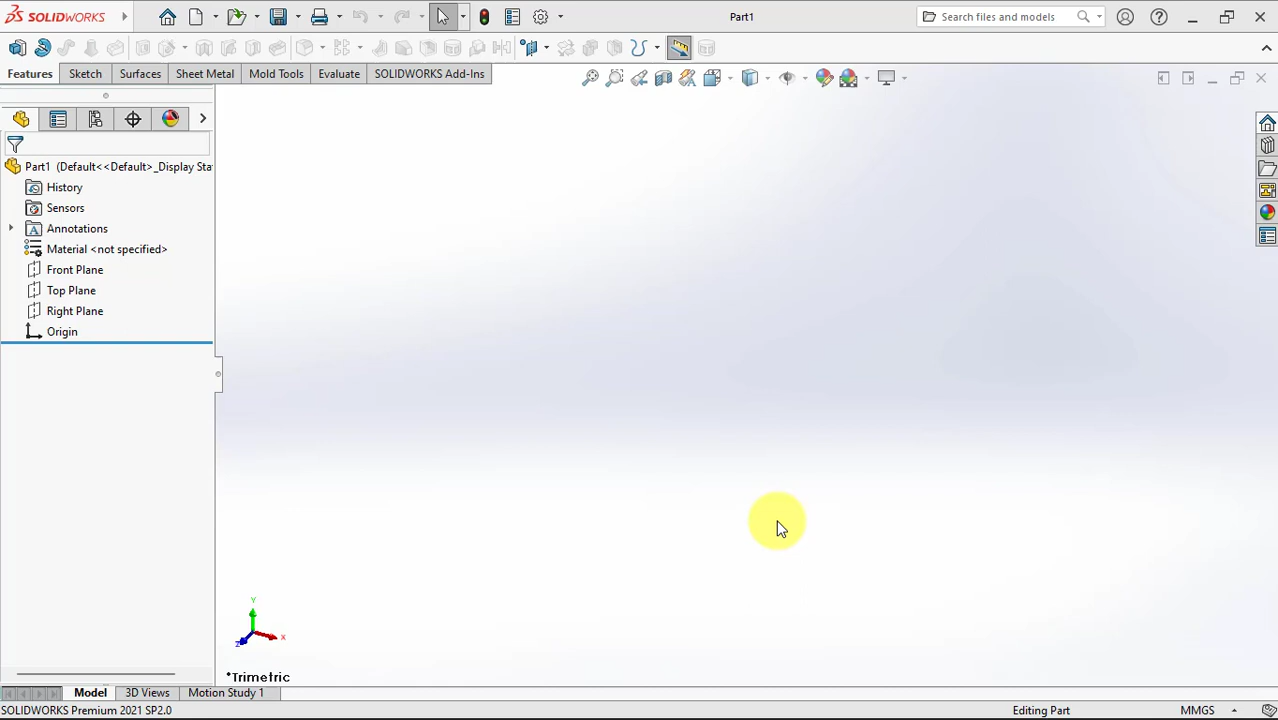 SOLIDWORKS
Part1
Search files and models
Features
Sketch
Surfaces
Sheet Metal
Mold Tools
Evaluate
SOLIDWORKS Add-Ins
Part1 (Default<<Default>_Display Sta
History
Sensors
Annotations
Material <not specified>
Front Plane
Top Plane
Right Plane
Origin
Y
X
Z
*Trimetric
Model
3D Views
Motion Study 1
SOLIDWORKS Premium 2021 SP2.0
Editing Part
MMGS